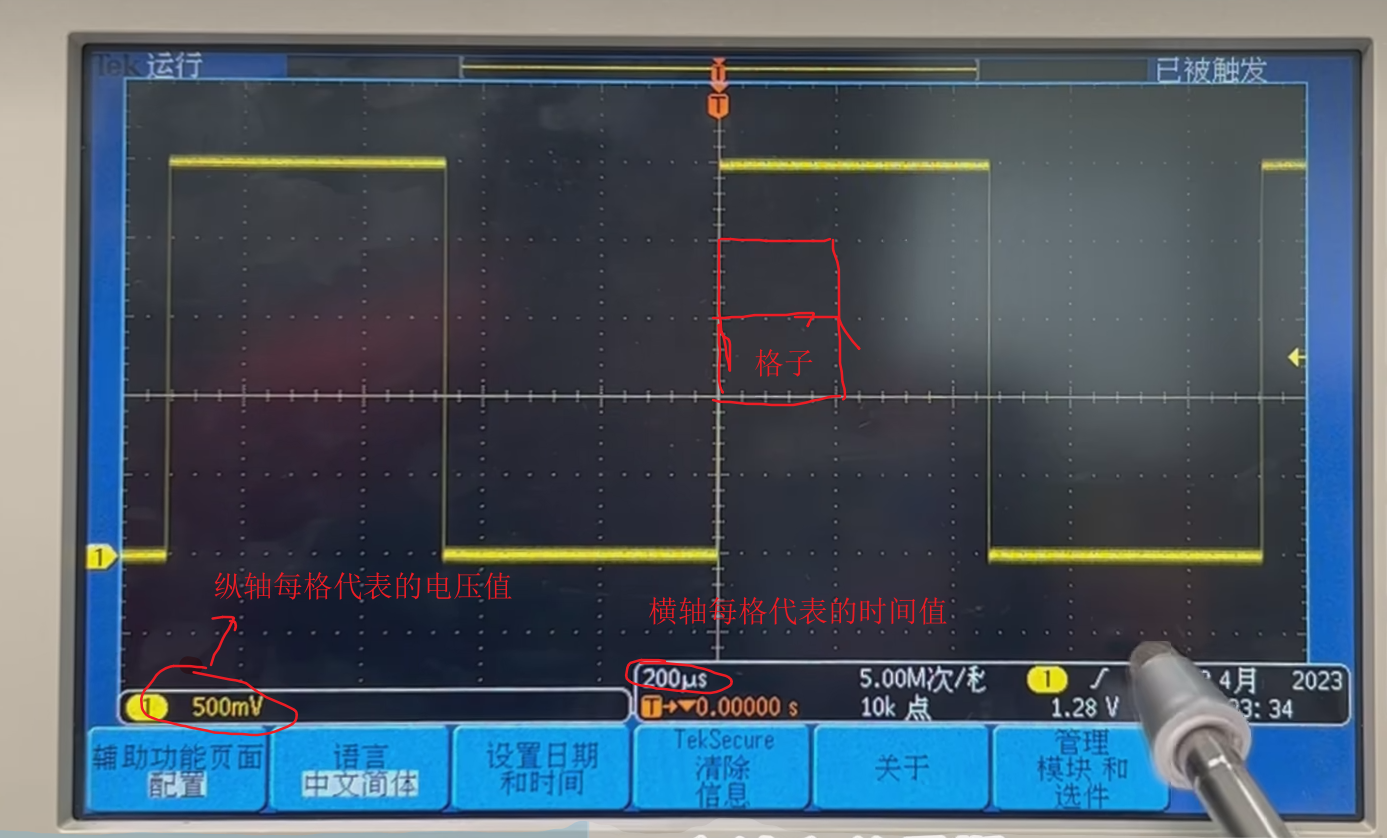 Tek 运行
已被触发
T
T
格子
1
纵轴每格代表的电压值
横轴每格代表的时间值
1 500mV
200μs 5.00M次/秒 1 4月 2023
T→▼0.00000 s 10k 点 1.28 V 3: 34
辅助功能页面
配置
语言
中文简体
设置日期
和时间
TekSecure
清除
信息
关于
管理
模块 和
选件